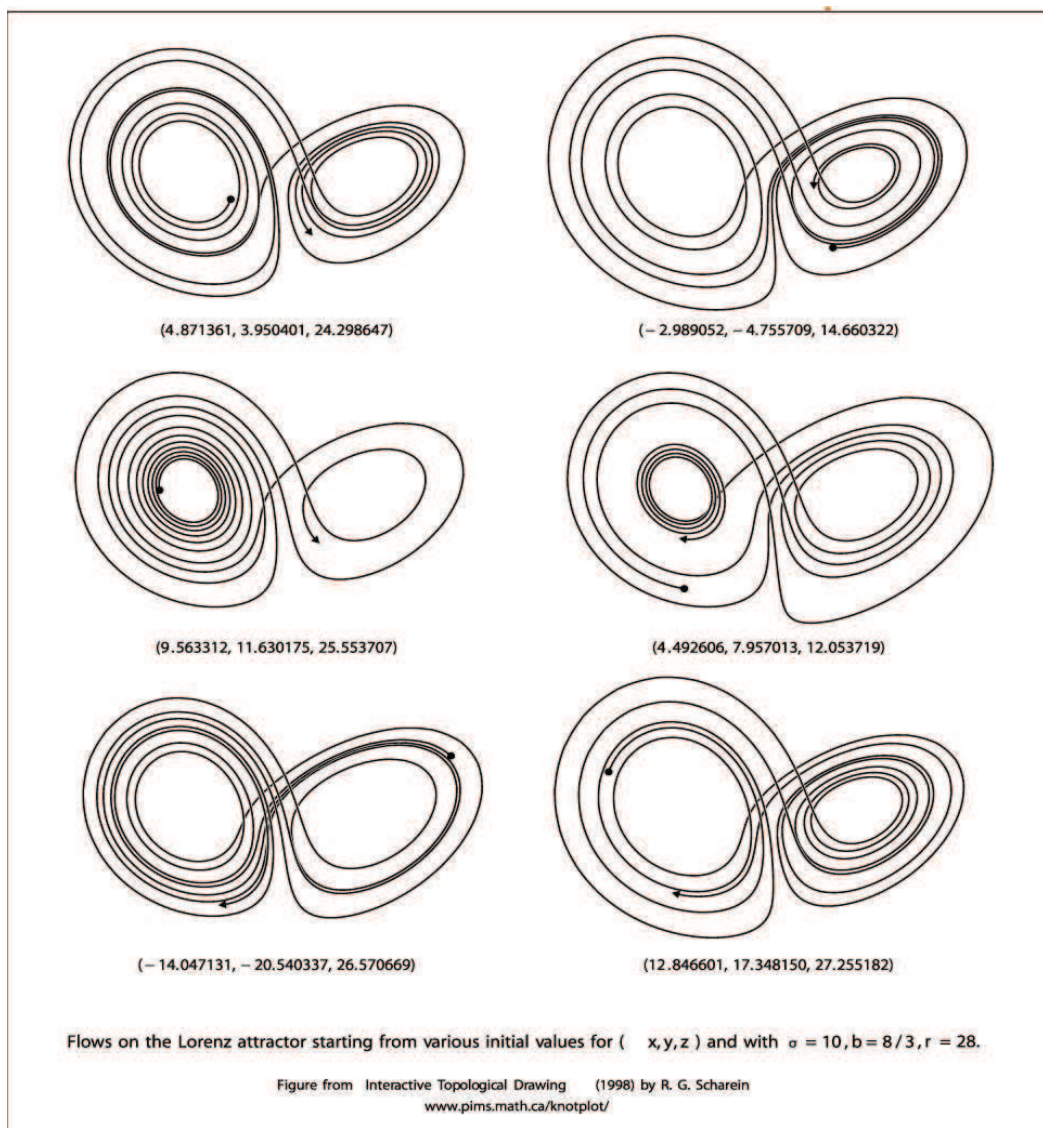 (4.871361, 3.950401, 24.298647)
(− 2.989052, − 4.755709, 14.660322)
(9.563312, 11.630175, 25.553707)
(4.492606, 7.957013, 12.053719)
(− 14.047131, − 20.540337, 26.570669)
(12.846601, 17.348150, 27.255182)
Flows on the Lorenz attractor starting from various initial values for ( x, y, z ) and with σ = 10 , b = 8 / 3 , r = 28.
Figure from Interactive Topological Drawing (1998) by R. G. Scharein
www.pims.math.ca/knotplot/